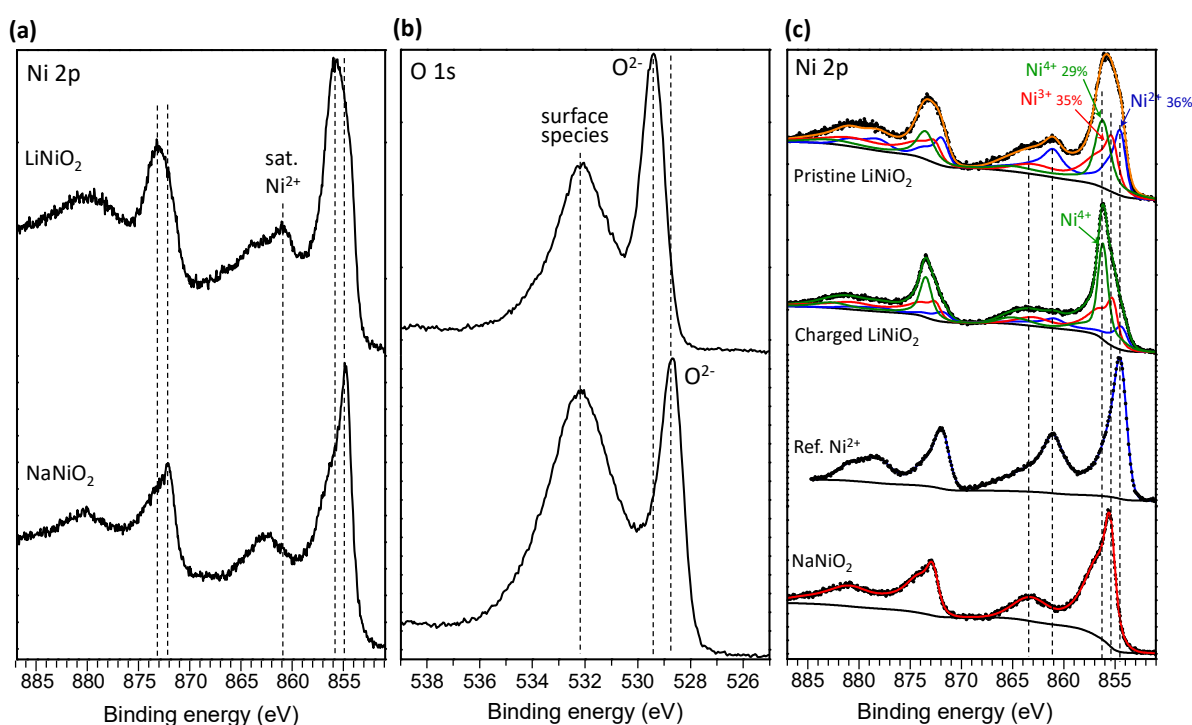 (a)
Ni 2p
LiNiO₂
sat.
Ni²⁺
NaNiO₂
885 880 875 870 865 860 855
Binding energy (eV)
(b)
O 1s
O²⁻
surface
species
O²⁻
538 536 534 532 530 528 526
Binding energy (eV)
(c)
Ni 2p
Ni⁴⁺ 29%
Ni³⁺ 35%
Ni²⁺ 36%
Pristine LiNiO₂
Ni⁴⁺
Charged LiNiO₂
Ref. Ni²⁺
NaNiO₂
885 880 875 870 865 860 855
Binding energy (eV)